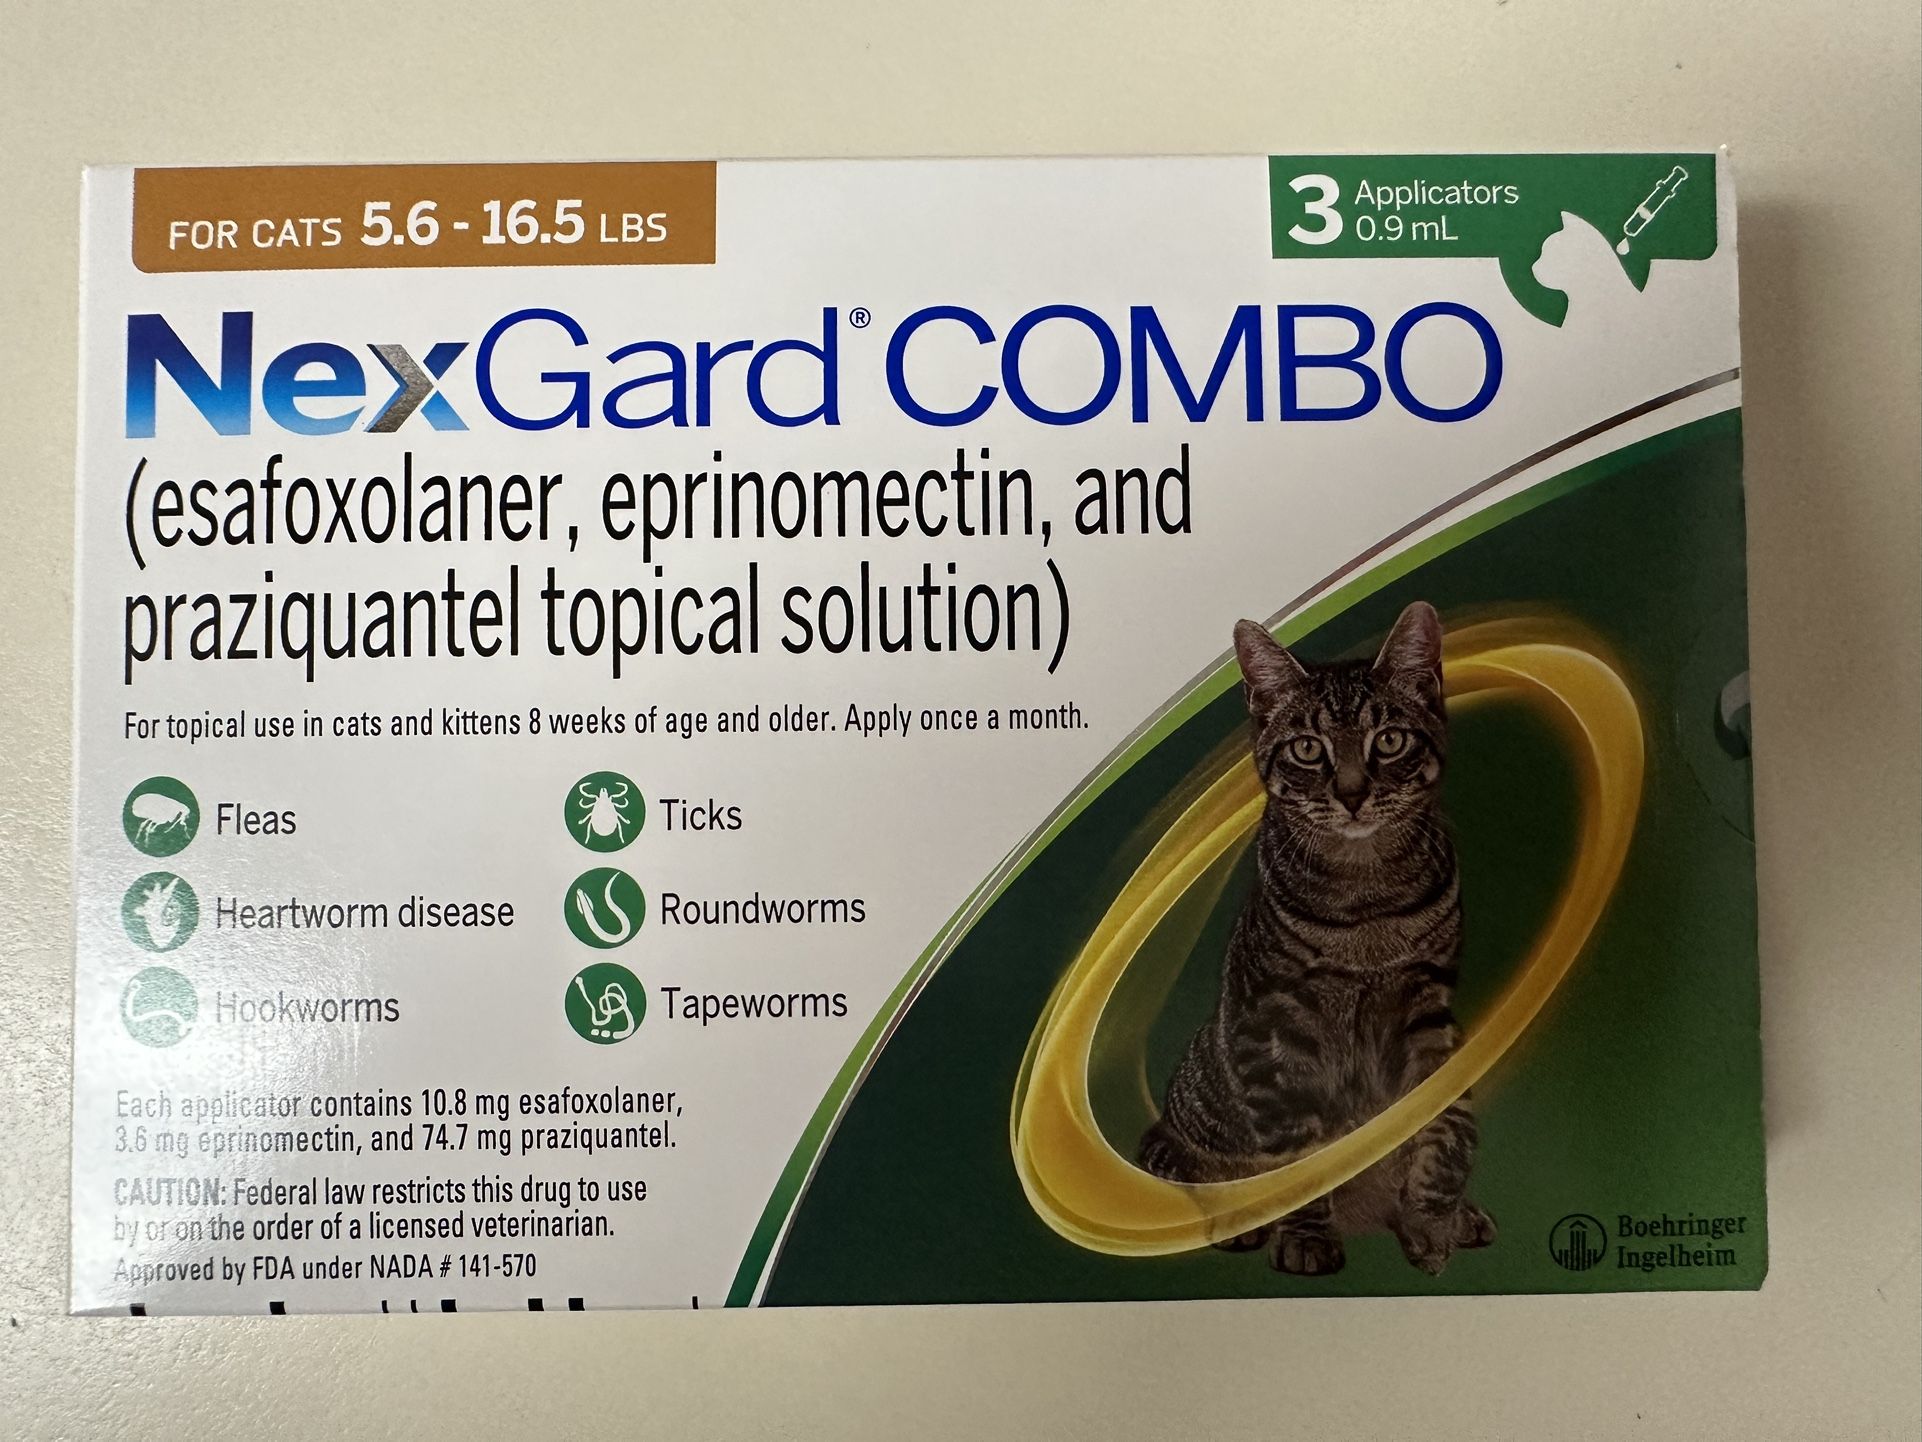 FOR CATS 5.6 - 16.5 LBS
3 Applicators
0.9 mL
NexGard® COMBO
(esafoxolaner, eprinomectin, and
praziquantel topical solution)
For topical use in cats and kittens 8 weeks of age and older. Apply once a month.
Fleas
Ticks
Heartworm disease
Roundworms
Hookworms
Tapeworms
Each applicator contains 10.8 mg esafoxolaner,
3.6 mg eprinomectin, and 74.7 mg praziquantel.
CAUTION: Federal law restricts this drug to use
by or on the order of a licensed veterinarian.
Approved by FDA under NADA # 141-570
Boehringer
Ingelheim